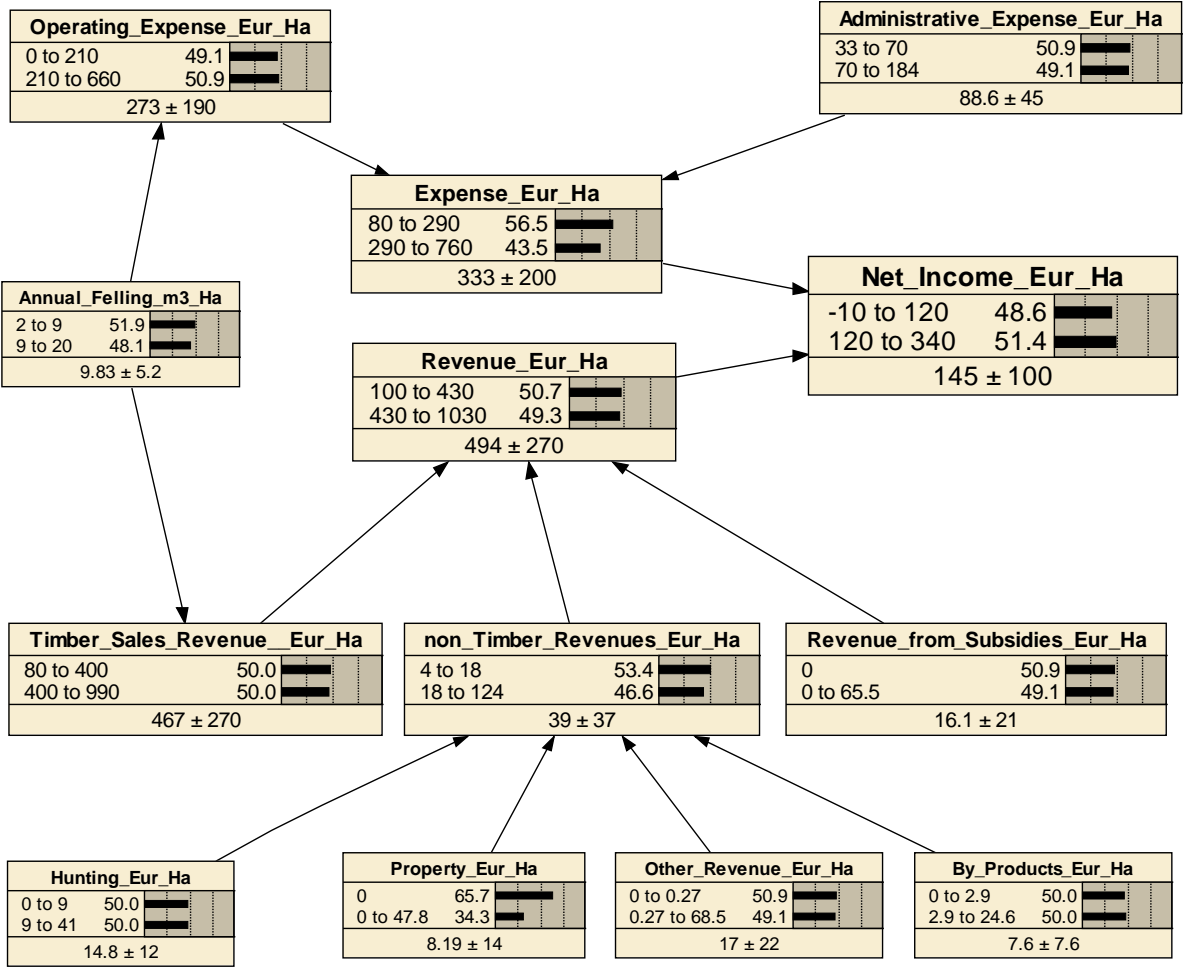 Operating_Expense_Eur_Ha
0 to 210 49.1
210 to 660 50.9
273 ± 190
Administrative_Expense_Eur_Ha
33 to 70 50.9
70 to 184 49.1
88.6 ± 45
Expense_Eur_Ha
80 to 290 56.5
290 to 760 43.5
333 ± 200
Net_Income_Eur_Ha
-10 to 120 48.6
120 to 340 51.4
145 ± 100
Annual_Felling_m3_Ha
2 to 9 51.9
9 to 20 48.1
9.83 ± 5.2
Revenue_Eur_Ha
100 to 430 50.7
430 to 1030 49.3
494 ± 270
Timber_Sales_Revenue__Eur_Ha
80 to 400 50.0
400 to 990 50.0
467 ± 270
non_Timber_Revenues_Eur_Ha
4 to 18 53.4
18 to 124 46.6
39 ± 37
Revenue_from_Subsidies_Eur_Ha
0 50.9
0 to 65.5 49.1
16.1 ± 21
Hunting_Eur_Ha
0 to 9 50.0
9 to 41 50.0
14.8 ± 12
Property_Eur_Ha
0 65.7
0 to 47.8 34.3
8.19 ± 14
Other_Revenue_Eur_Ha
0 to 0.27 50.9
0.27 to 68.5 49.1
17 ± 22
By_Products_Eur_Ha
0 to 2.9 50.0
2.9 to 24.6 50.0
7.6 ± 7.6